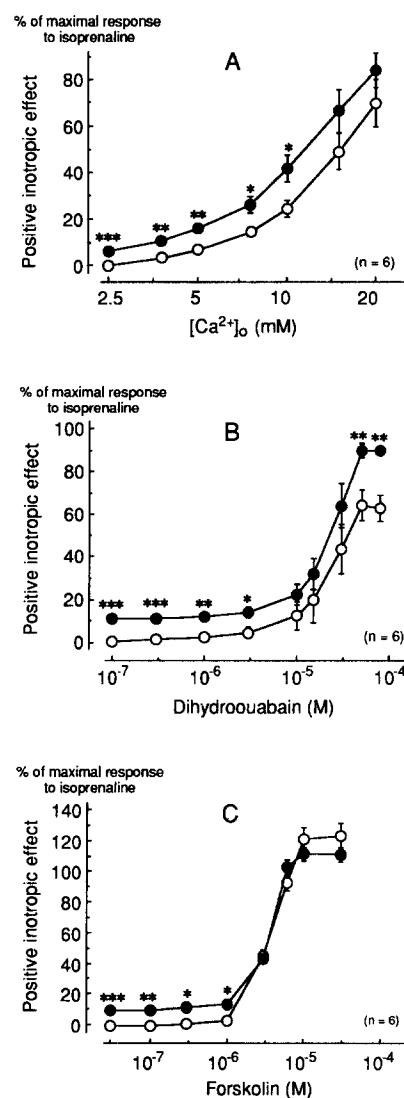 % of maximal response
to isoprenaline
A
Positive inotropic effect
80
60
40
20
0
*** ** ** * *
(n = 6)
2.5 5 10 20
[Ca²⁺]ₒ (mM)
% of maximal response
to isoprenaline
B
Positive inotropic effect
100
80
60
40
20
0
*** *** ** * ** **
(n = 6)
10⁻⁷ 10⁻⁶ 10⁻⁵ 10⁻⁴
Dihydroouabain (M)
% of maximal response
to isoprenaline
C
Positive inotropic effect
140
120
100
80
60
40
20
0
*** ** * *
(n = 6)
10⁻⁷ 10⁻⁶ 10⁻⁵ 10⁻⁴
Forskolin (M)